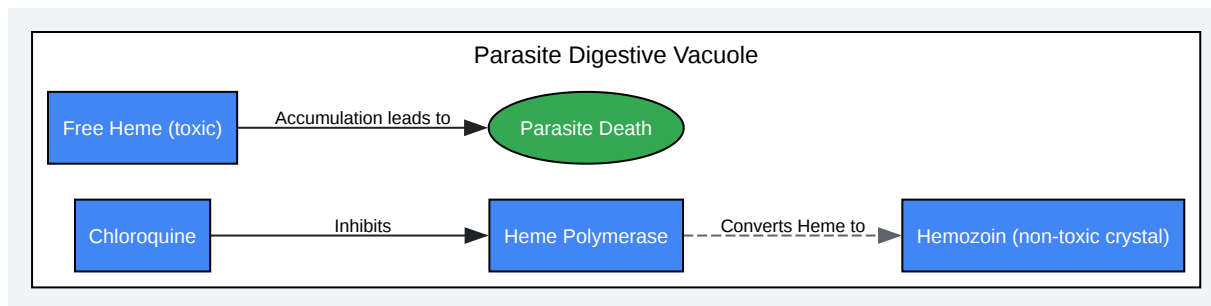 Parasite Digestive Vacuole
Free Heme (toxic)
Accumulation leads to
Parasite Death
Chloroquine
Inhibits
Heme Polymerase
Converts Heme to
Hemozoin (non-toxic crystal)